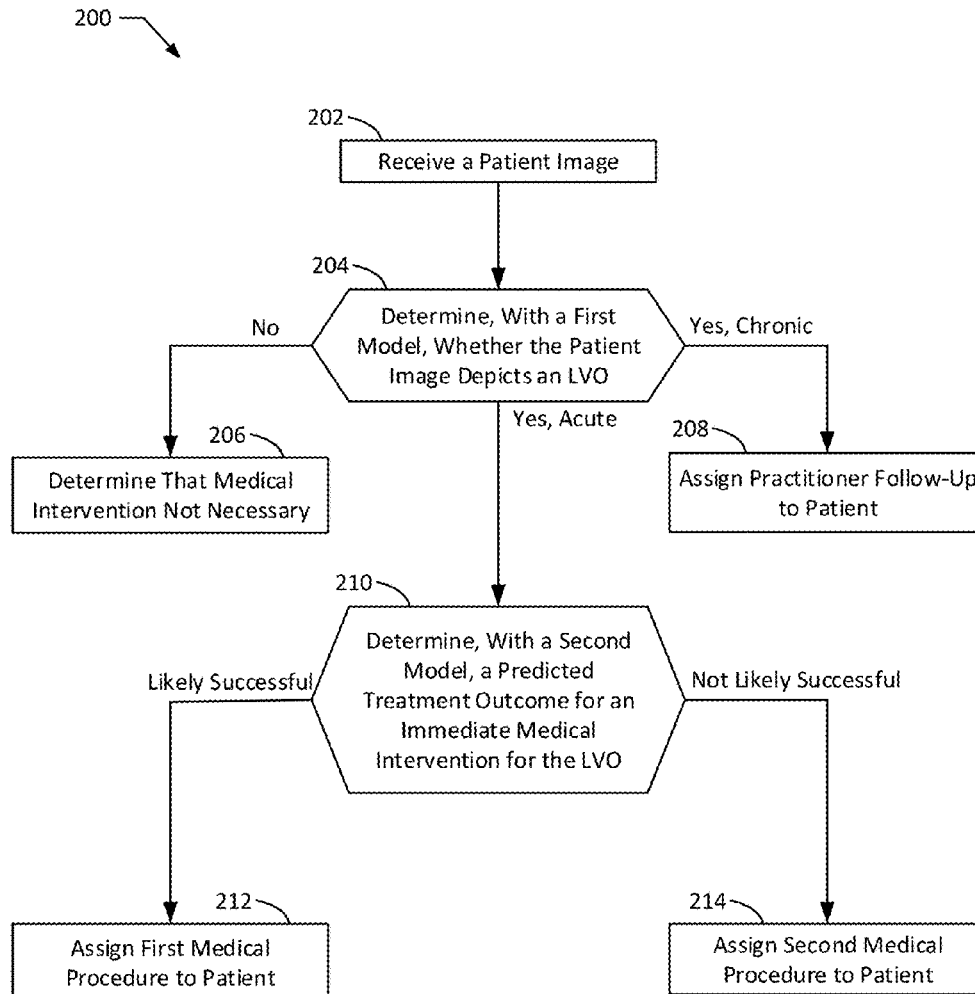 200
202
Receive a Patient Image
204
Determine, With a First
Model, Whether the Patient
Image Depicts an LVO
No
Yes, Chronic
Yes, Acute
206
Determine That Medical
Intervention Not Necessary
208
Assign Practitioner Follow-Up
to Patient
210
Determine, With a Second
Model, a Predicted
Treatment Outcome for an
Immediate Medical
Intervention for the LVO
Likely Successful
Not Likely Successful
212
Assign First Medical
Procedure to Patient
214
Assign Second Medical
Procedure to Patient